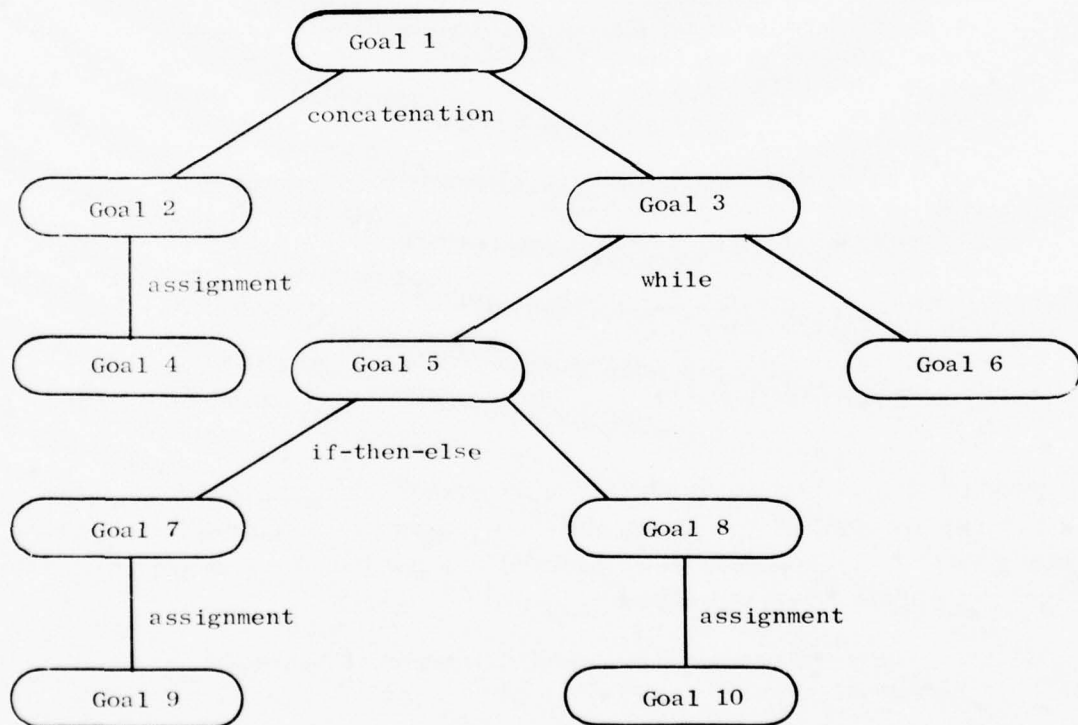 Goal 1
concatenation
Goal 2
Goal 3
assignment
while
Goal 4
Goal 5
Goal 6
if-then-else
Goal 7
Goal 8
assignment
assignment
Goal 9
Goal 10